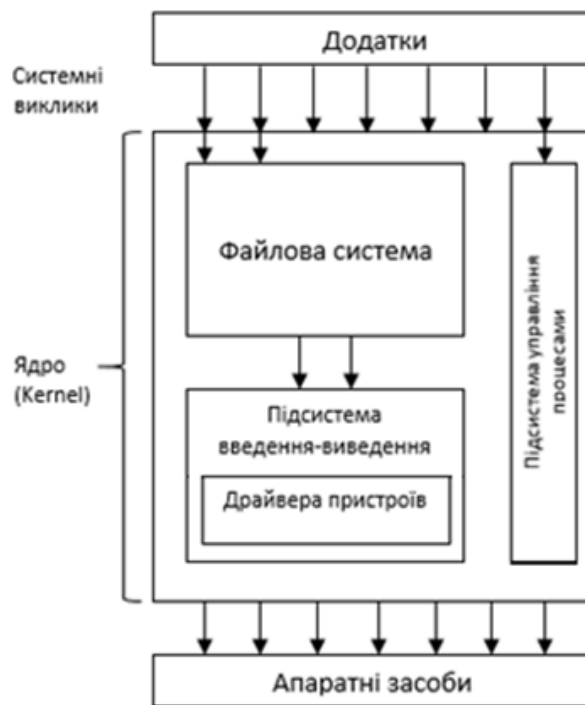 Додатки
Системні
виклики
Файлова система
Підсистема управління
процесами
Ядро
(Kernel)
Підсистема
введення-виведення
Драйвера пристроїв
Апаратні засоби